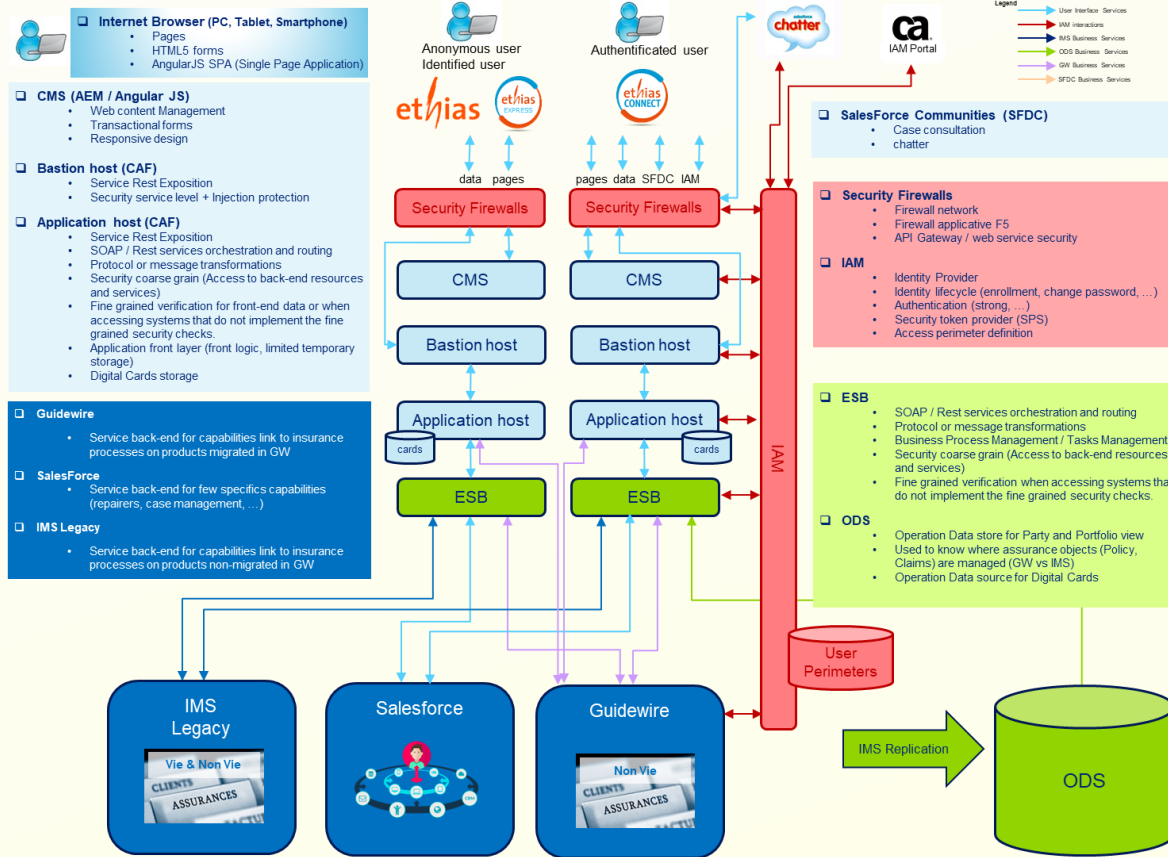 Internet Browser (PC, Tablet, Smartphone)
Pages
HTML5 forms
AngularJS SPA (Single Page Application)
Anonymous user
Identified user
ethias
ethias
EXPRESS
Authentificated user
ethias
CONNECT
salesforce
chatter
ca
IAM Portal
Legend
User Interface Services
IAM interactions
IMS Business Services
ODS Business Services
GW Business Services
SFDC Business Services
CMS (AEM / Angular JS)
Web content Management
Transactional forms
Responsive design
Bastion host (CAF)
Service Rest Exposition
Security service level + Injection protection
Application host (CAF)
Service Rest Exposition
SOAP / Rest services orchestration and routing
Protocol or message transformations
Security coarse grain (Access to back-end resources
and services)
Fine grained verification for front-end data or when
accessing systems that do not implement the fine
grained security checks.
Application front layer (front logic, limited temporary
storage)
Digital Cards storage
Guidewire
Service back-end for capabilities link to insurance
processes on products migrated in GW
SalesForce
Service back-end for few specifics capabilities
(repairers, case management, …)
IMS Legacy
Service back-end for capabilities link to insurance
processes on products non-migrated in GW
data pages
pages data SFDC IAM
Security Firewalls
Security Firewalls
CMS
CMS
Bastion host
Bastion host
Application host
Application host
cards
cards
ESB
ESB
IAM
User
Perimeters
SalesForce Communities (SFDC)
Case consultation
chatter
Security Firewalls
Firewall network
Firewall applicative F5
API Gateway / web service security
IAM
Identity Provider
Identity lifecycle (enrollment, change password, …)
Authentication (strong, …)
Security token provider (SPS)
Access perimeter definition
ESB
SOAP / Rest services orchestration and routing
Protocol or message transformations
Business Process Management / Tasks Management
Security coarse grain (Access to back-end resources
and services)
Fine grained verification when accessing systems tha
do not implement the fine grained security checks.
ODS
Operation Data store for Party and Portfolio view
Used to know where assurance objects (Policy,
Claims) are managed (GW vs IMS)
Operation Data source for Digital Cards
IMS
Legacy
Vie & Non Vie
CLIENTS
ASSURANCES
Salesforce
Guidewire
Non Vie
CLIENTS
ASSURANCES
IMS Replication
ODS